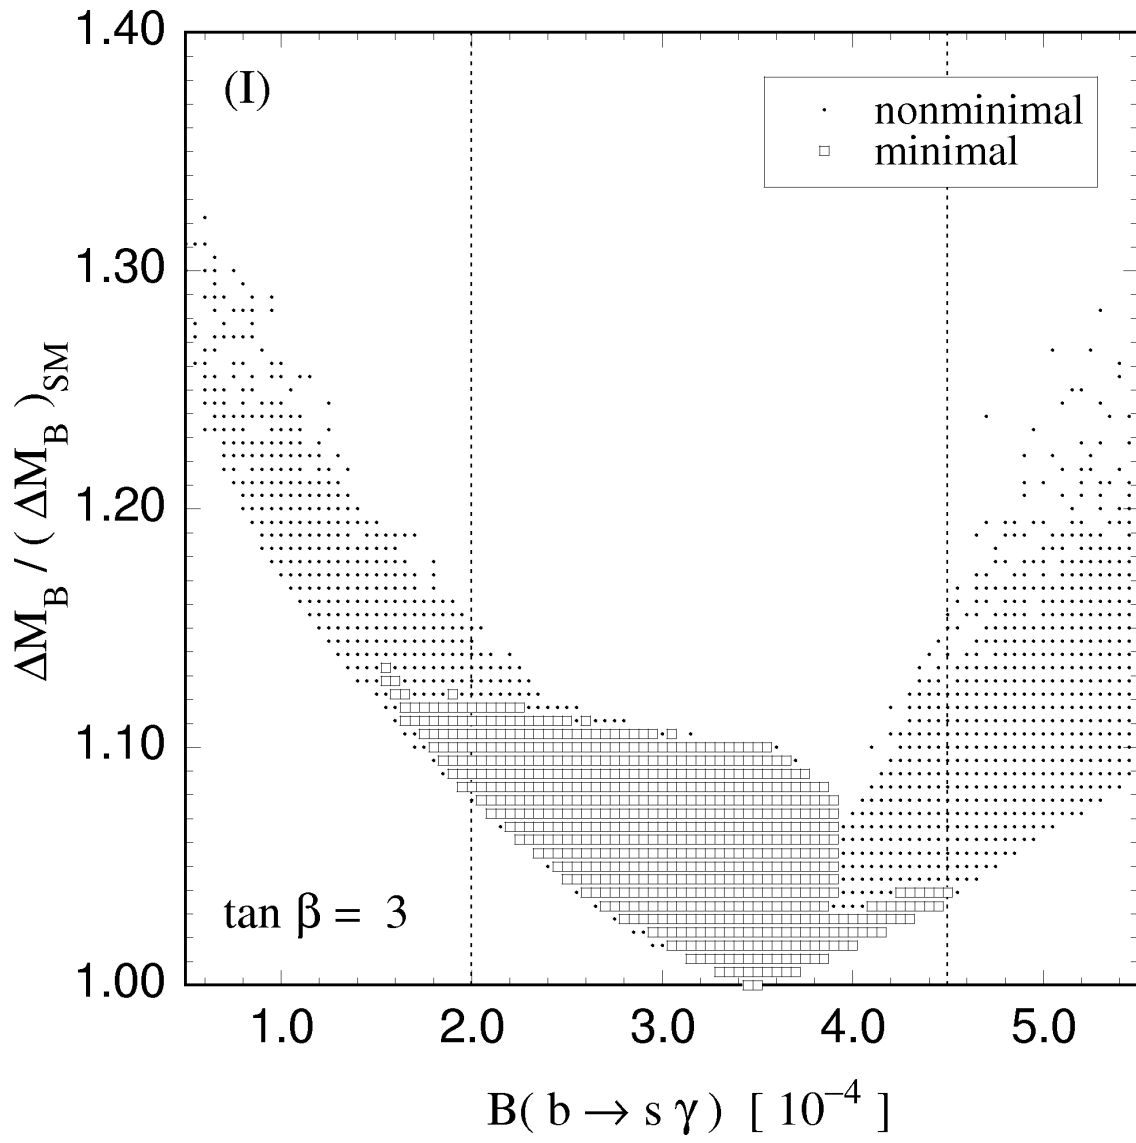 1.40
(I)
nonminimal
minimal
1.30
1.20
1.10
1.00
ΔM_B / ( ΔM_B )_SM
tan β = 3
1.0 2.0 3.0 4.0 5.0
B( b → s γ ) [ 10⁻⁴ ]